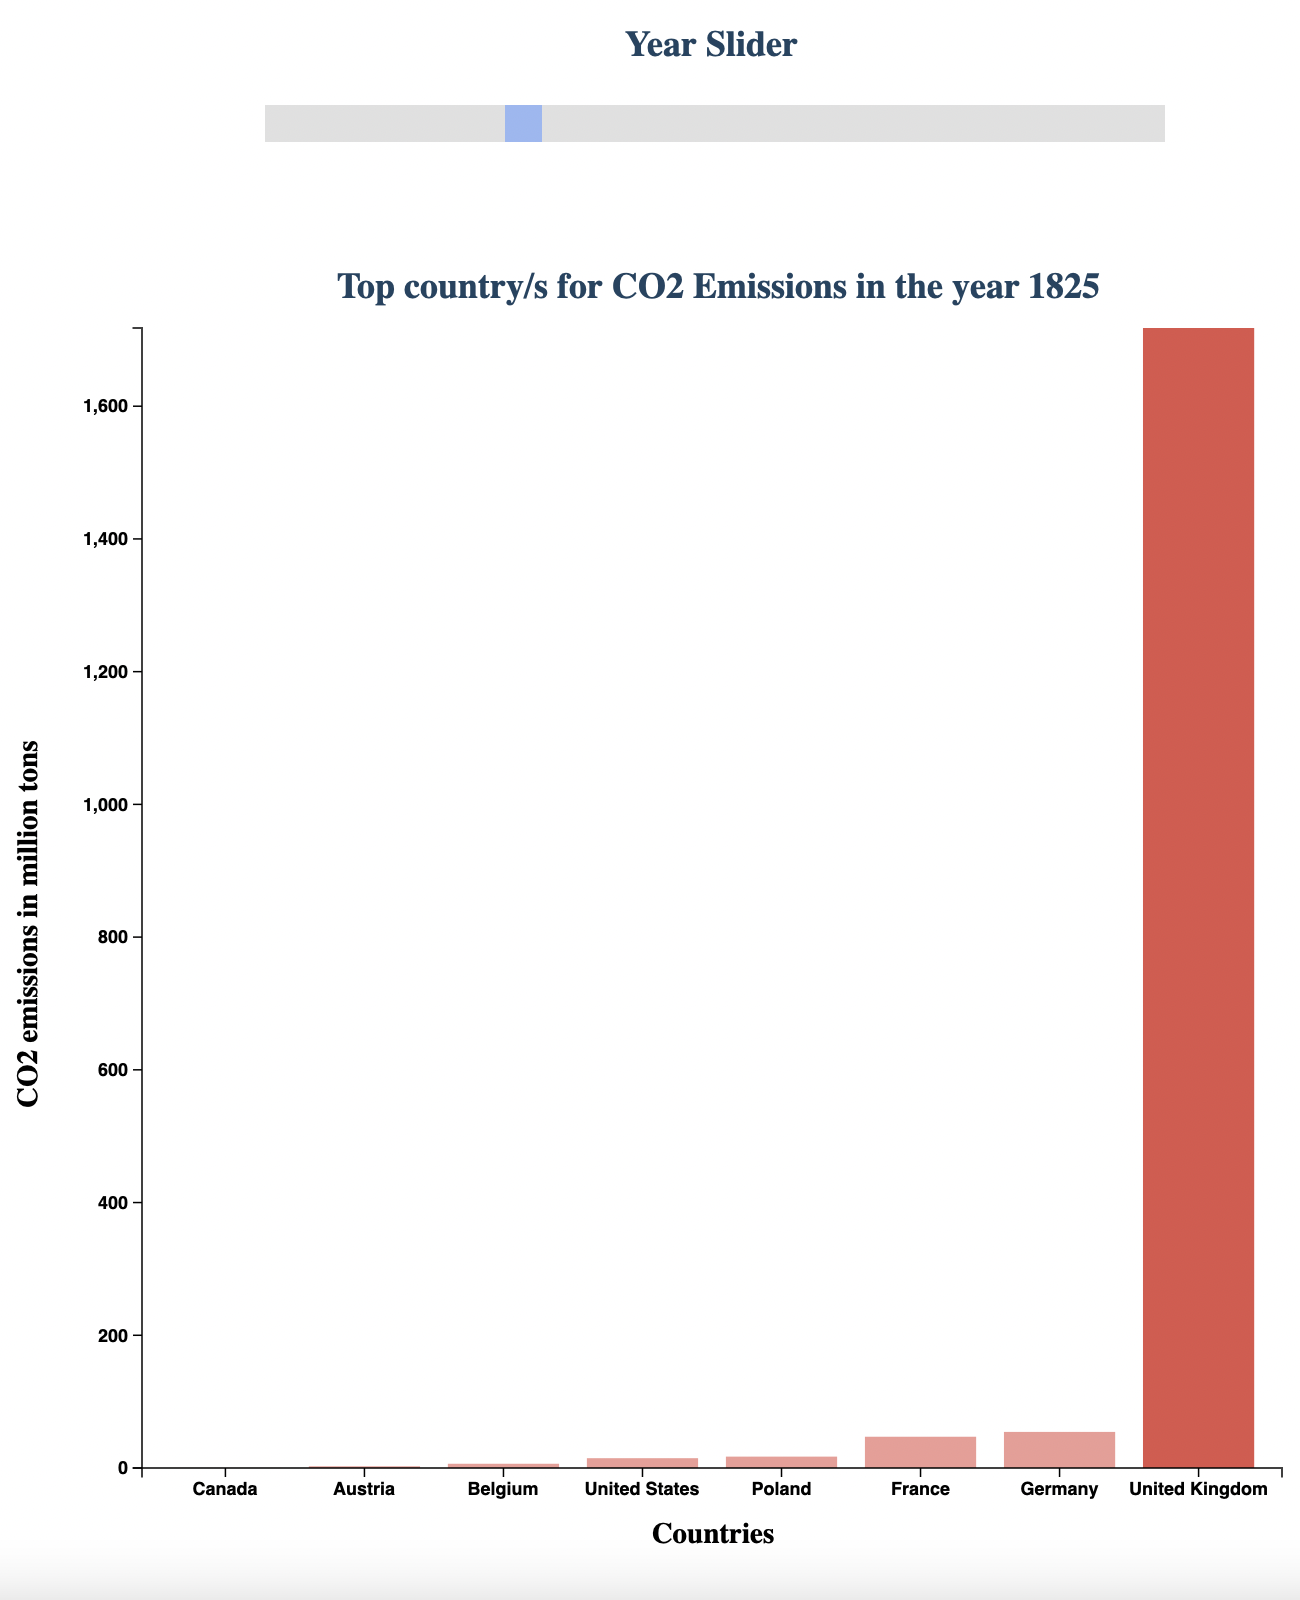 Year Slider
Top country/s for CO2 Emissions in the year 1825
1,600
1,400
1,200
1,000
800
600
400
200
0
CO2 emissions in million tons
Canada Austria Belgium United States Poland France Germany United Kingdom
Countries